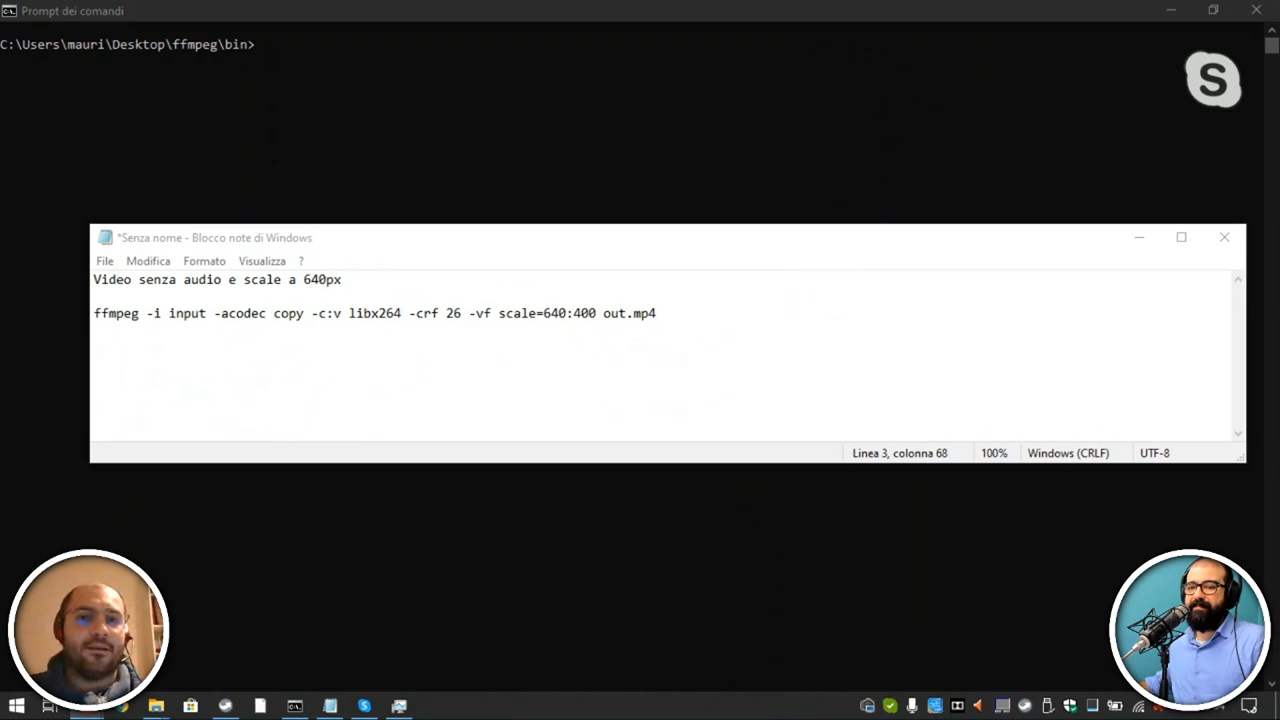 Prompt dei comandi
C:\Users\mauri\Desktop\ffmpeg\bin>
S
*Senza nome - Blocco note di Windows
File Modifica Formato Visualizza ?
Video senza audio e scale a 640px
ffmpeg -i input -acodec copy -c:v libx264 -crf 26 -vf scale=640:400 out.mp4
Linea 3, colonna 68 100% Windows (CRLF) UTF-8